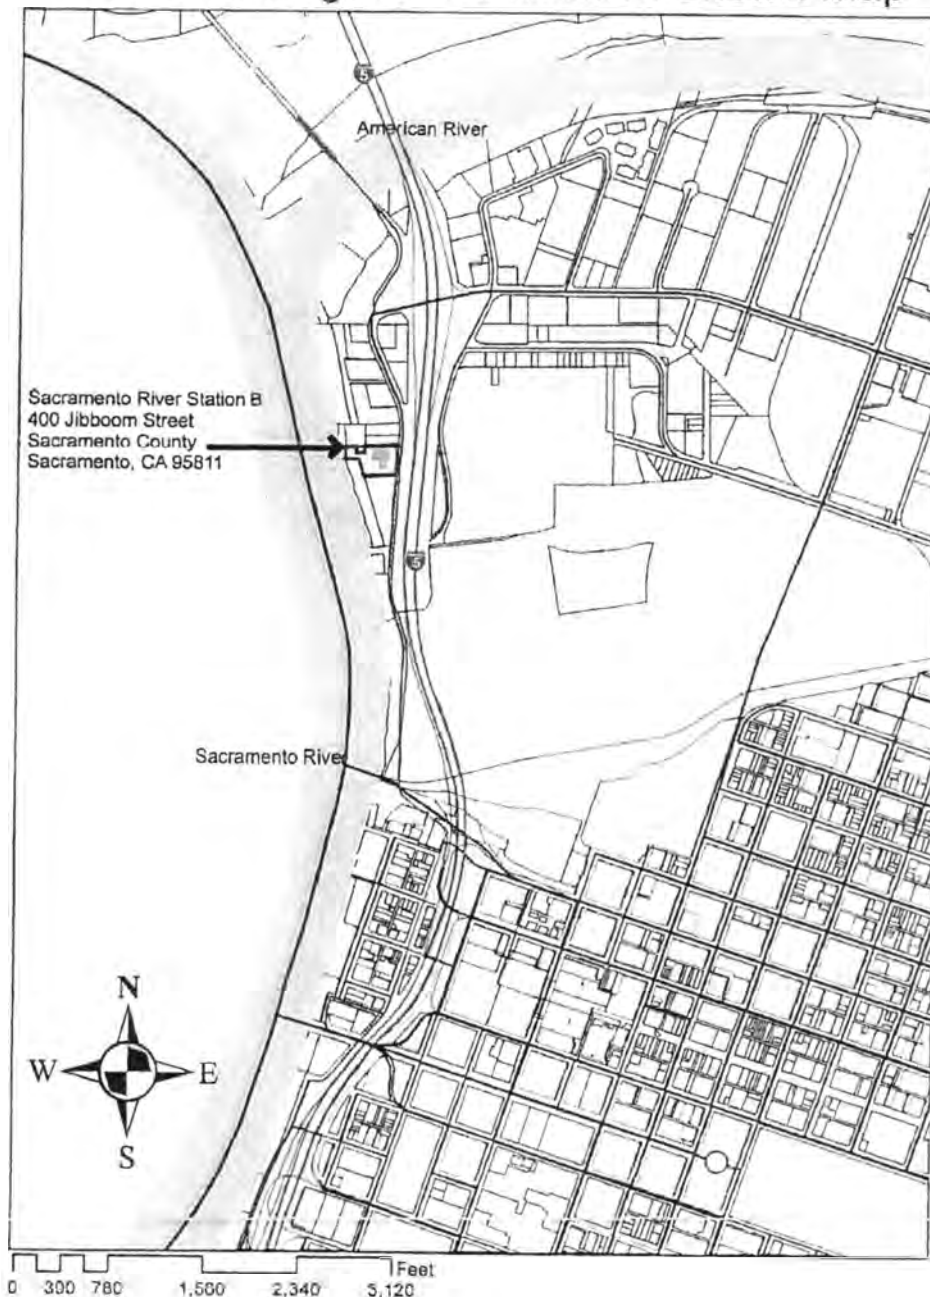 American River
Sacramento River Station B
400 Jibboom Street
Sacramento County
Sacramento, CA 95811
5
Sacramento River
N
W E
S
Feet
0 300 780 1,500 2,340 3,120